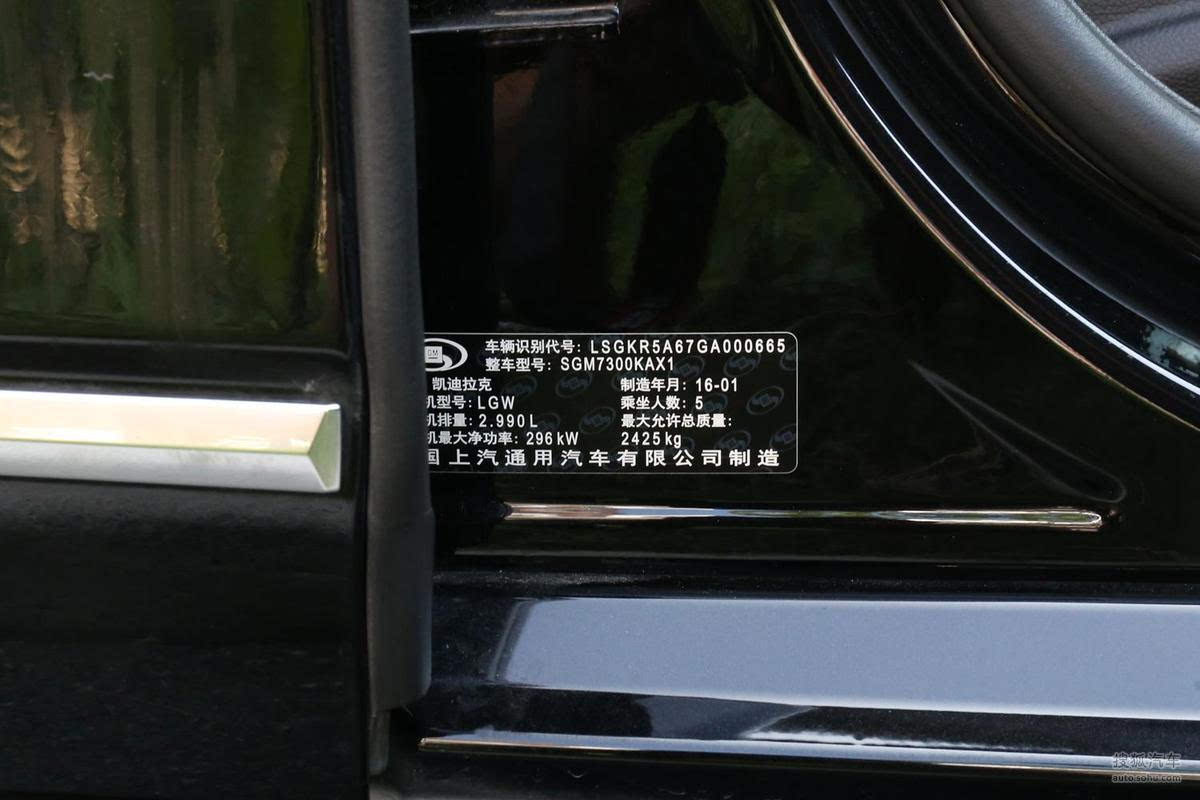 GM
车辆识别代号: LSGKR5A67GA000665
整车型号: SGM7300KAX1
凯迪拉克 制造年月: 16-01
机型号: LGW 乘坐人数: 5
机排量: 2.990L 最大允许总质量:
机最大净功率: 296kW 2425kg
国上汽通用汽车有限公司制造
搜狐汽车
auto.sohu.com